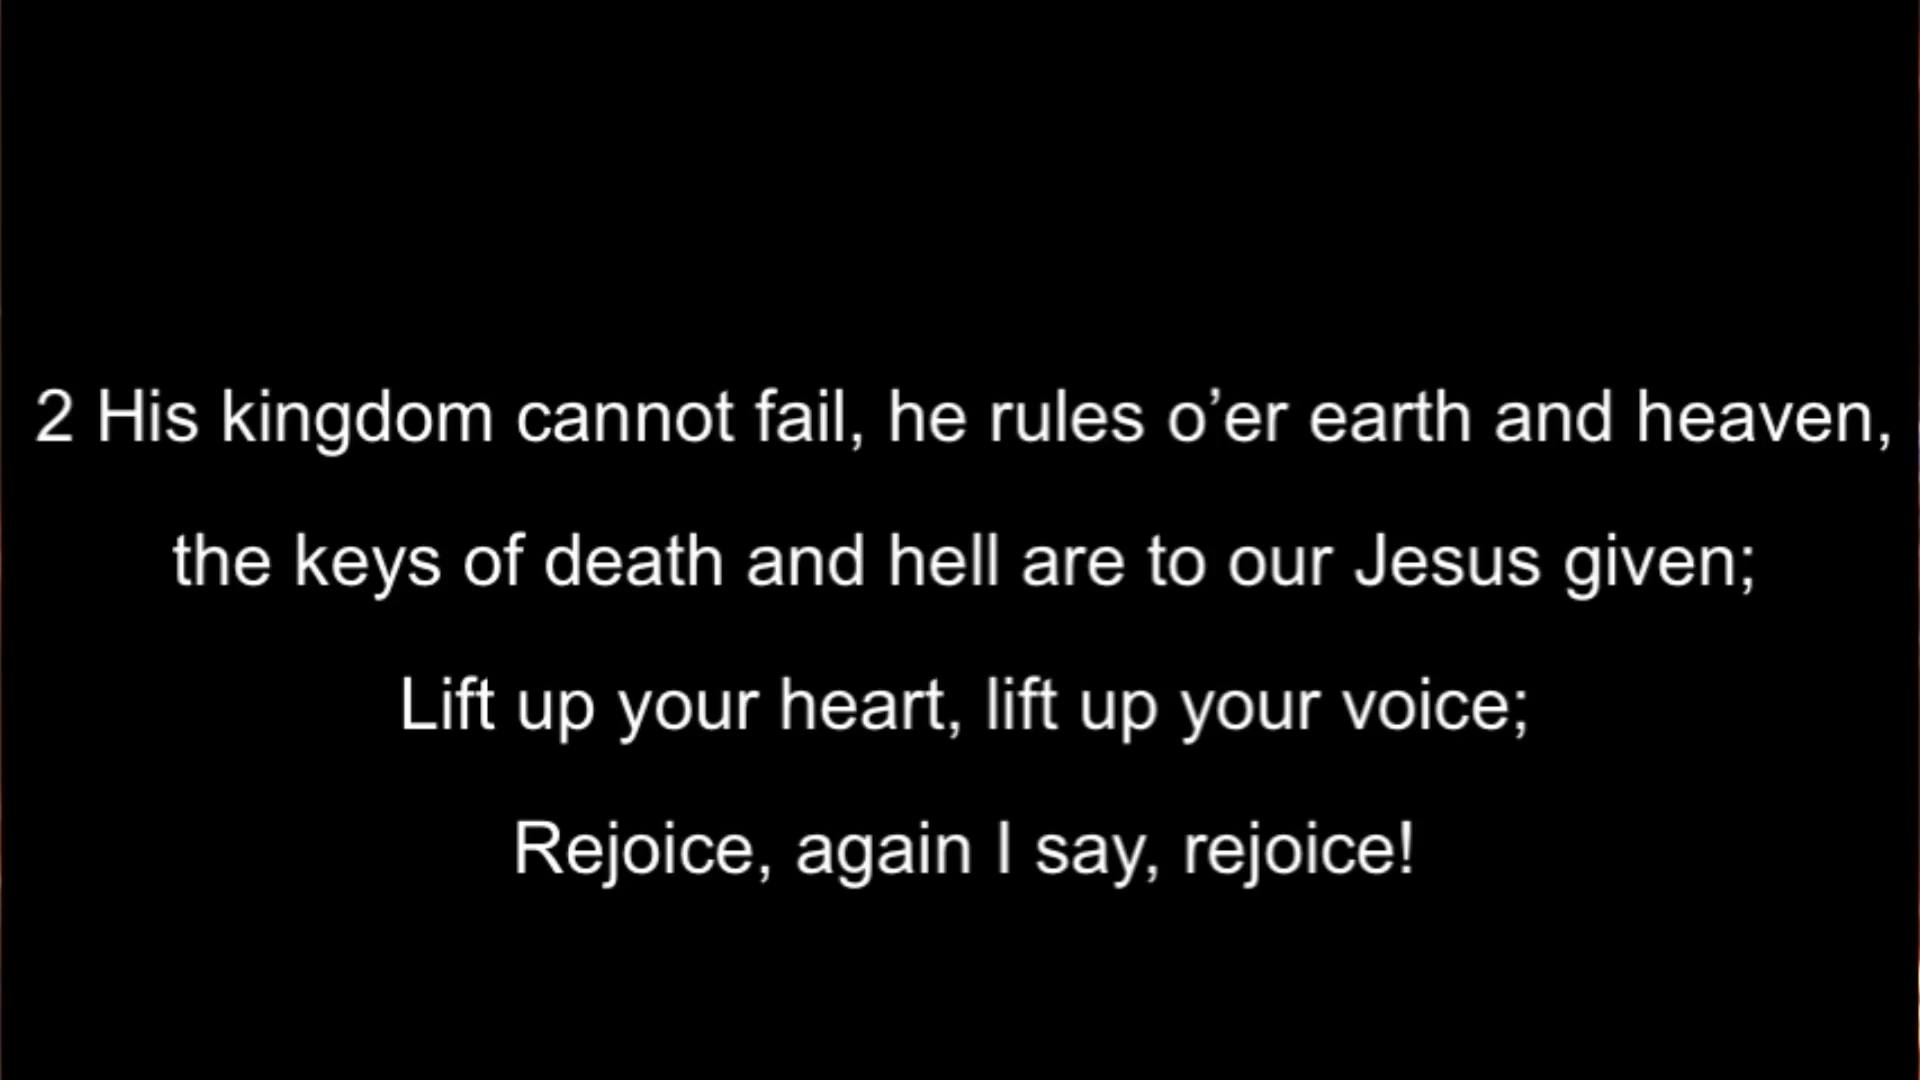 2 His kingdom cannot fail, he rules o’er earth and heaven,
the keys of death and hell are to our Jesus given;
Lift up your heart, lift up your voice;
Rejoice, again I say, rejoice!